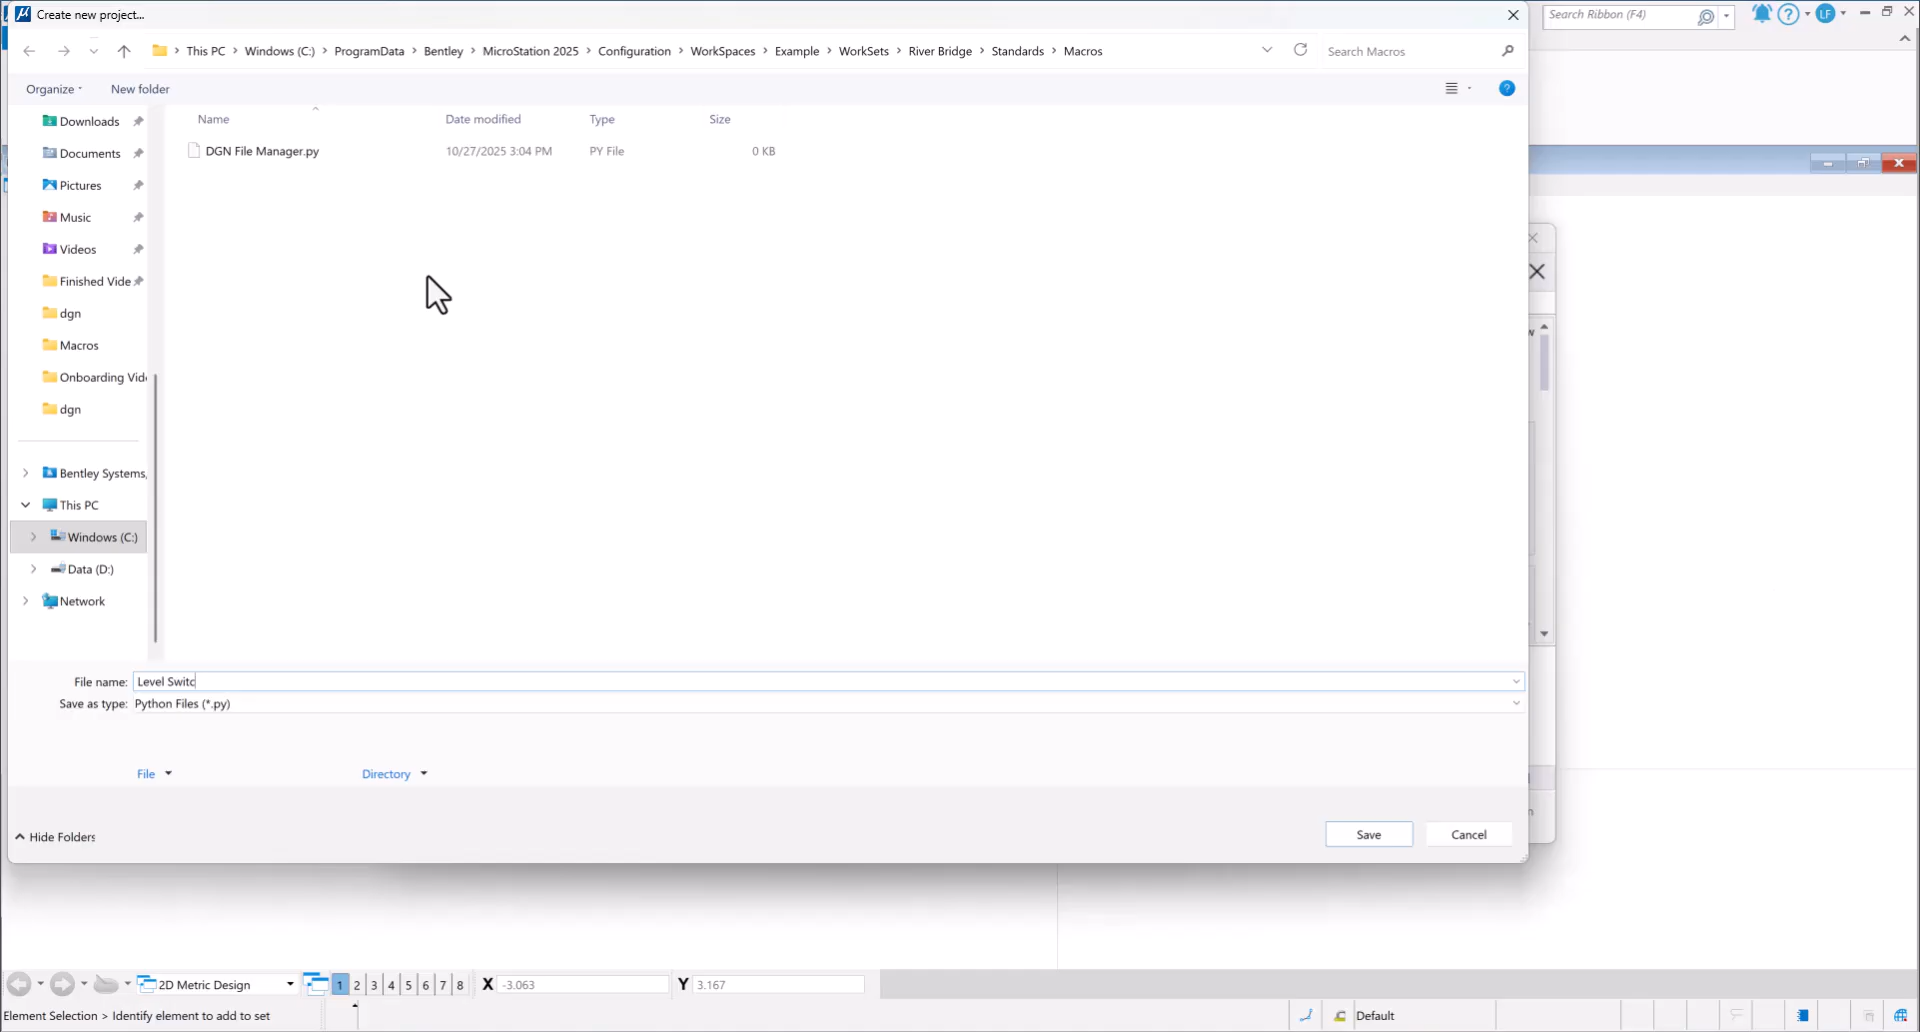 Create new project...
Search Ribbon (F4)
LF
This PC > Windows (C:) > ProgramData > Bentley > MicroStation 2025 > Configuration > WorkSpaces > Example > WorkSets > River Bridge > Standards > Macros
Search Macros
Organize
New folder
Name
Date modified
Type
Size
DGN File Manager.py
10/27/2025 3:04 PM
PY File
0 KB
Downloads
Documents
Pictures
Music
Videos
Finished Vide
dgn
Macros
Onboarding Vid
dgn
Bentley Systems,
This PC
Windows (C:)
Data (D:)
Network
File name: Level Switc
Save as type: Python Files (*.py)
File
Directory
Hide Folders
Save
Cancel
2D Metric Design
1 2 3 4 5 6 7 8
X -3.063
Y 3.167
Element Selection > Identify element to add to set
Default